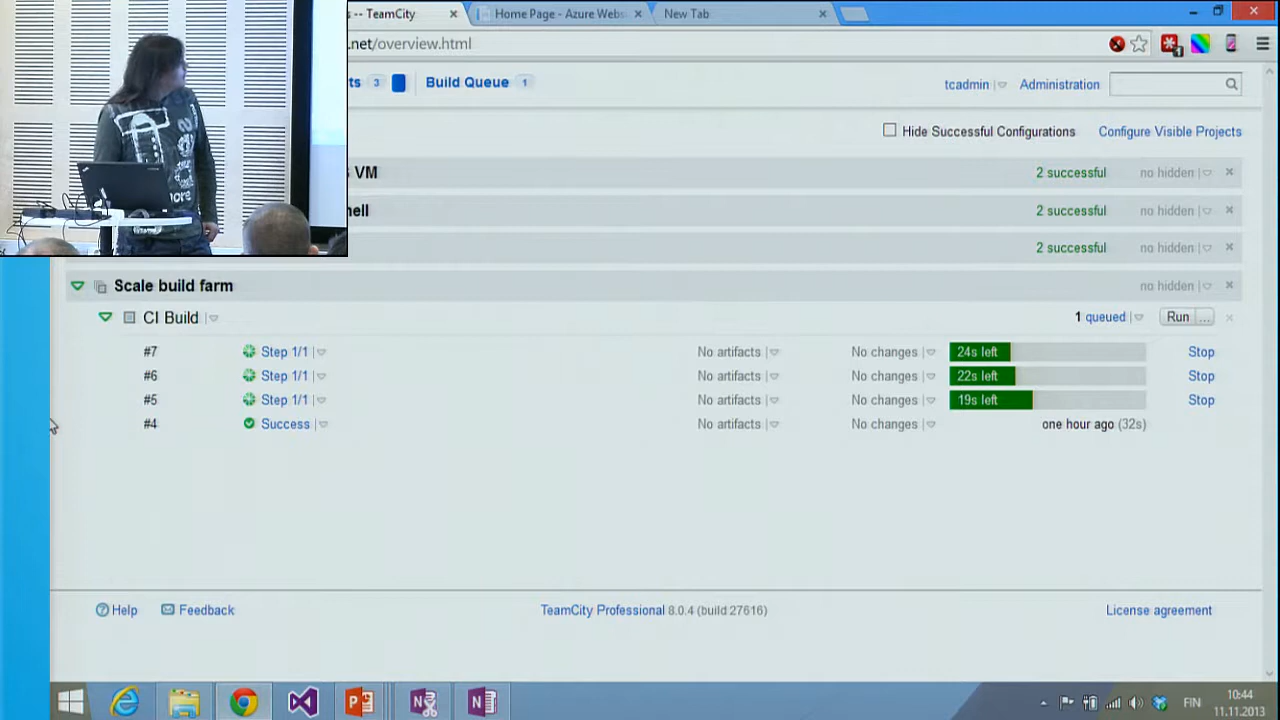 s -- TeamCity
Home Page - Azure Webs
New Tab
.net/overview.html
ts 3
Build Queue 1
tcadmin
Administration
Hide Successful Configurations
Configure Visible Projects
VM
2 successful
no hidden
hell
2 successful
no hidden
2 successful
no hidden
Scale build farm
no hidden
CI Build
1 queued
Run ...
#7 Step 1/1 No artifacts No changes 24s left Stop
#6 Step 1/1 No artifacts No changes 22s left Stop
#5 Step 1/1 No artifacts No changes 19s left Stop
#4 Success No artifacts No changes one hour ago (32s)
Help
Feedback
TeamCity Professional 8.0.4 (build 27616)
License agreement
FIN
10:44
11.11.2013
more